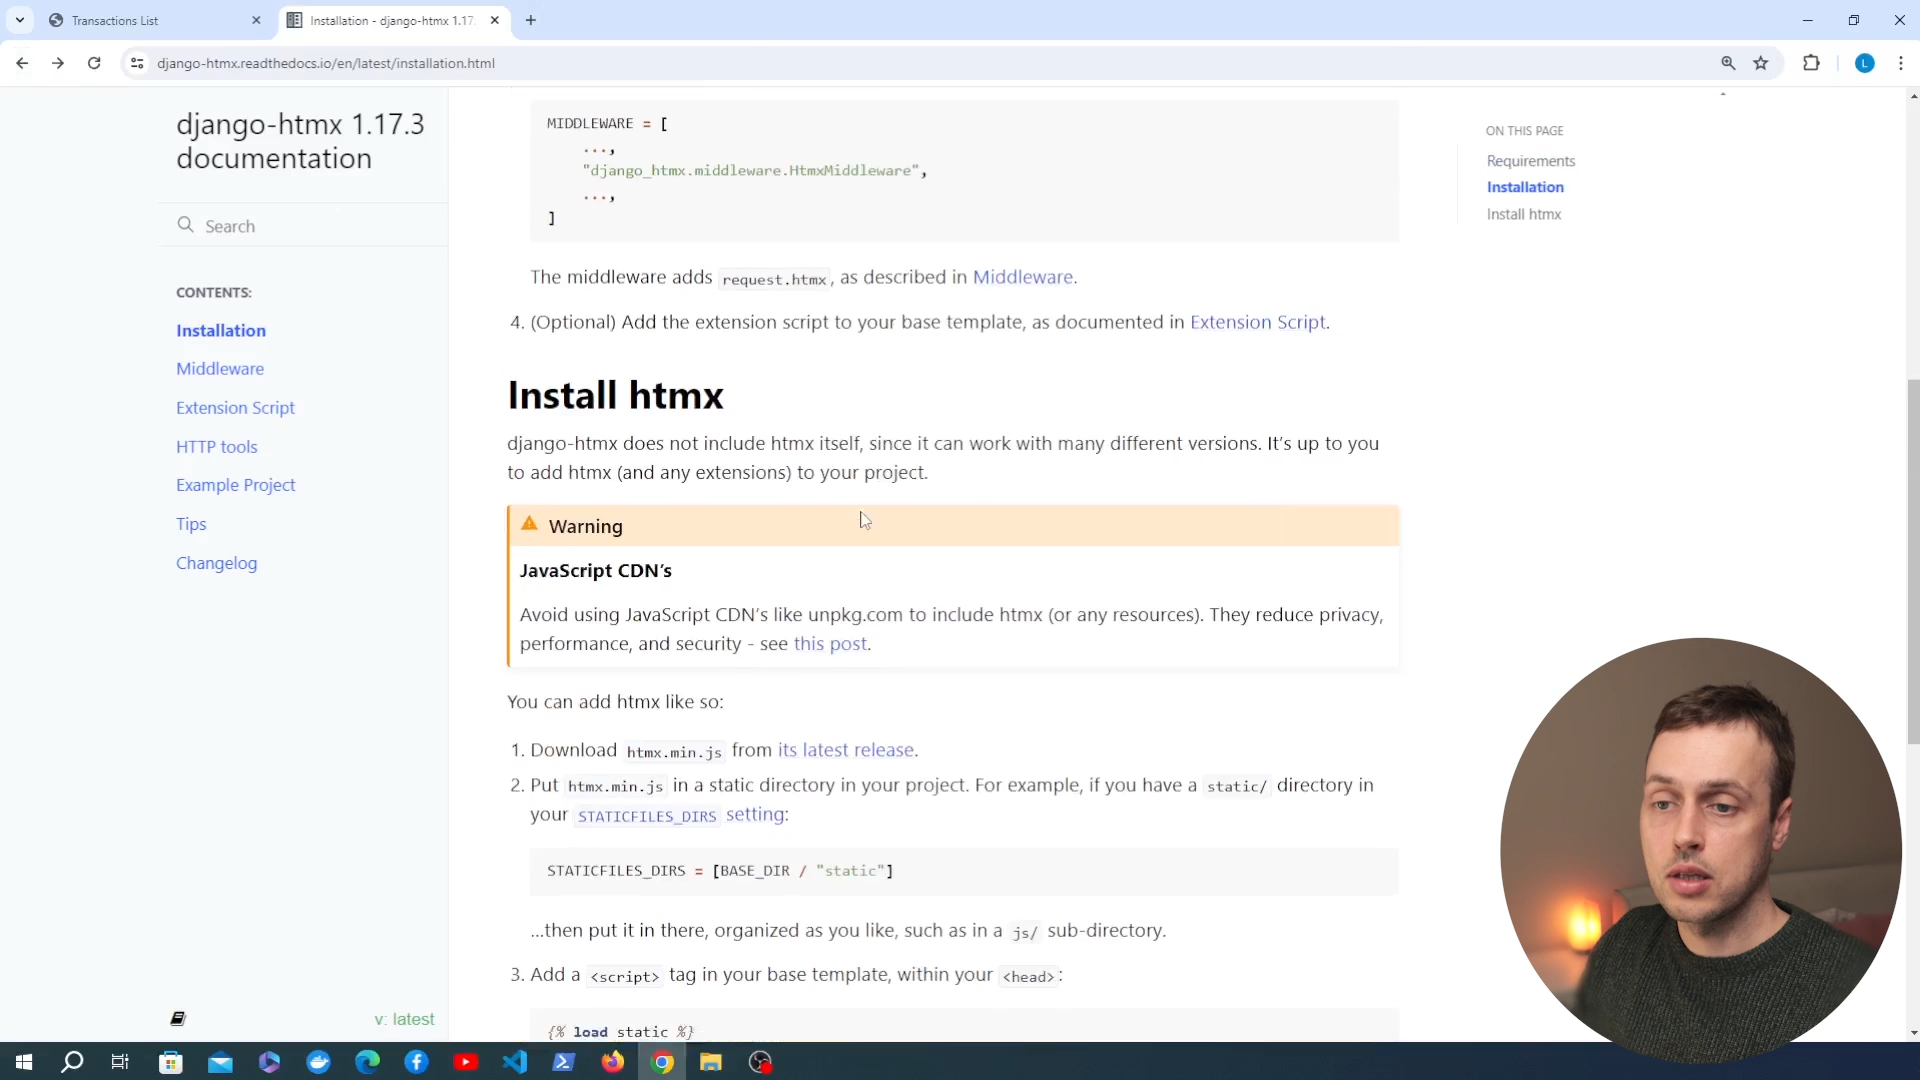 Transactions List
Installation - django-htmx 1.17.
django-htmx.readthedocs.io/en/latest/installation.html
L
django-htmx 1.17.3
documentation
Search
CONTENTS:
Installation
Middleware
Extension Script
HTTP tools
Example Project
Tips
Changelog
v: latest
MIDDLEWARE = [
...,
"django_htmx.middleware.HtmxMiddleware",
...,
]
The middleware adds request.htmx, as described in Middleware.
4. (Optional) Add the extension script to your base template, as documented in Extension Script.
Install htmx
django-htmx does not include htmx itself, since it can work with many different versions. It’s up to you
to add htmx (and any extensions) to your project.
Warning
JavaScript CDN’s
Avoid using JavaScript CDN’s like unpkg.com to include htmx (or any resources). They reduce privacy,
performance, and security - see this post.
You can add htmx like so:
1. Download htmx.min.js from its latest release.
2. Put htmx.min.js in a static directory in your project. For example, if you have a static/ directory in
your STATICFILES_DIRS setting:
STATICFILES_DIRS = [BASE_DIR / "static"]
…then put it in there, organized as you like, such as in a js/ sub-directory.
3. Add a <script> tag in your base template, within your <head>:
{% load static %}
ON THIS PAGE
Requirements
Installation
Install htmx